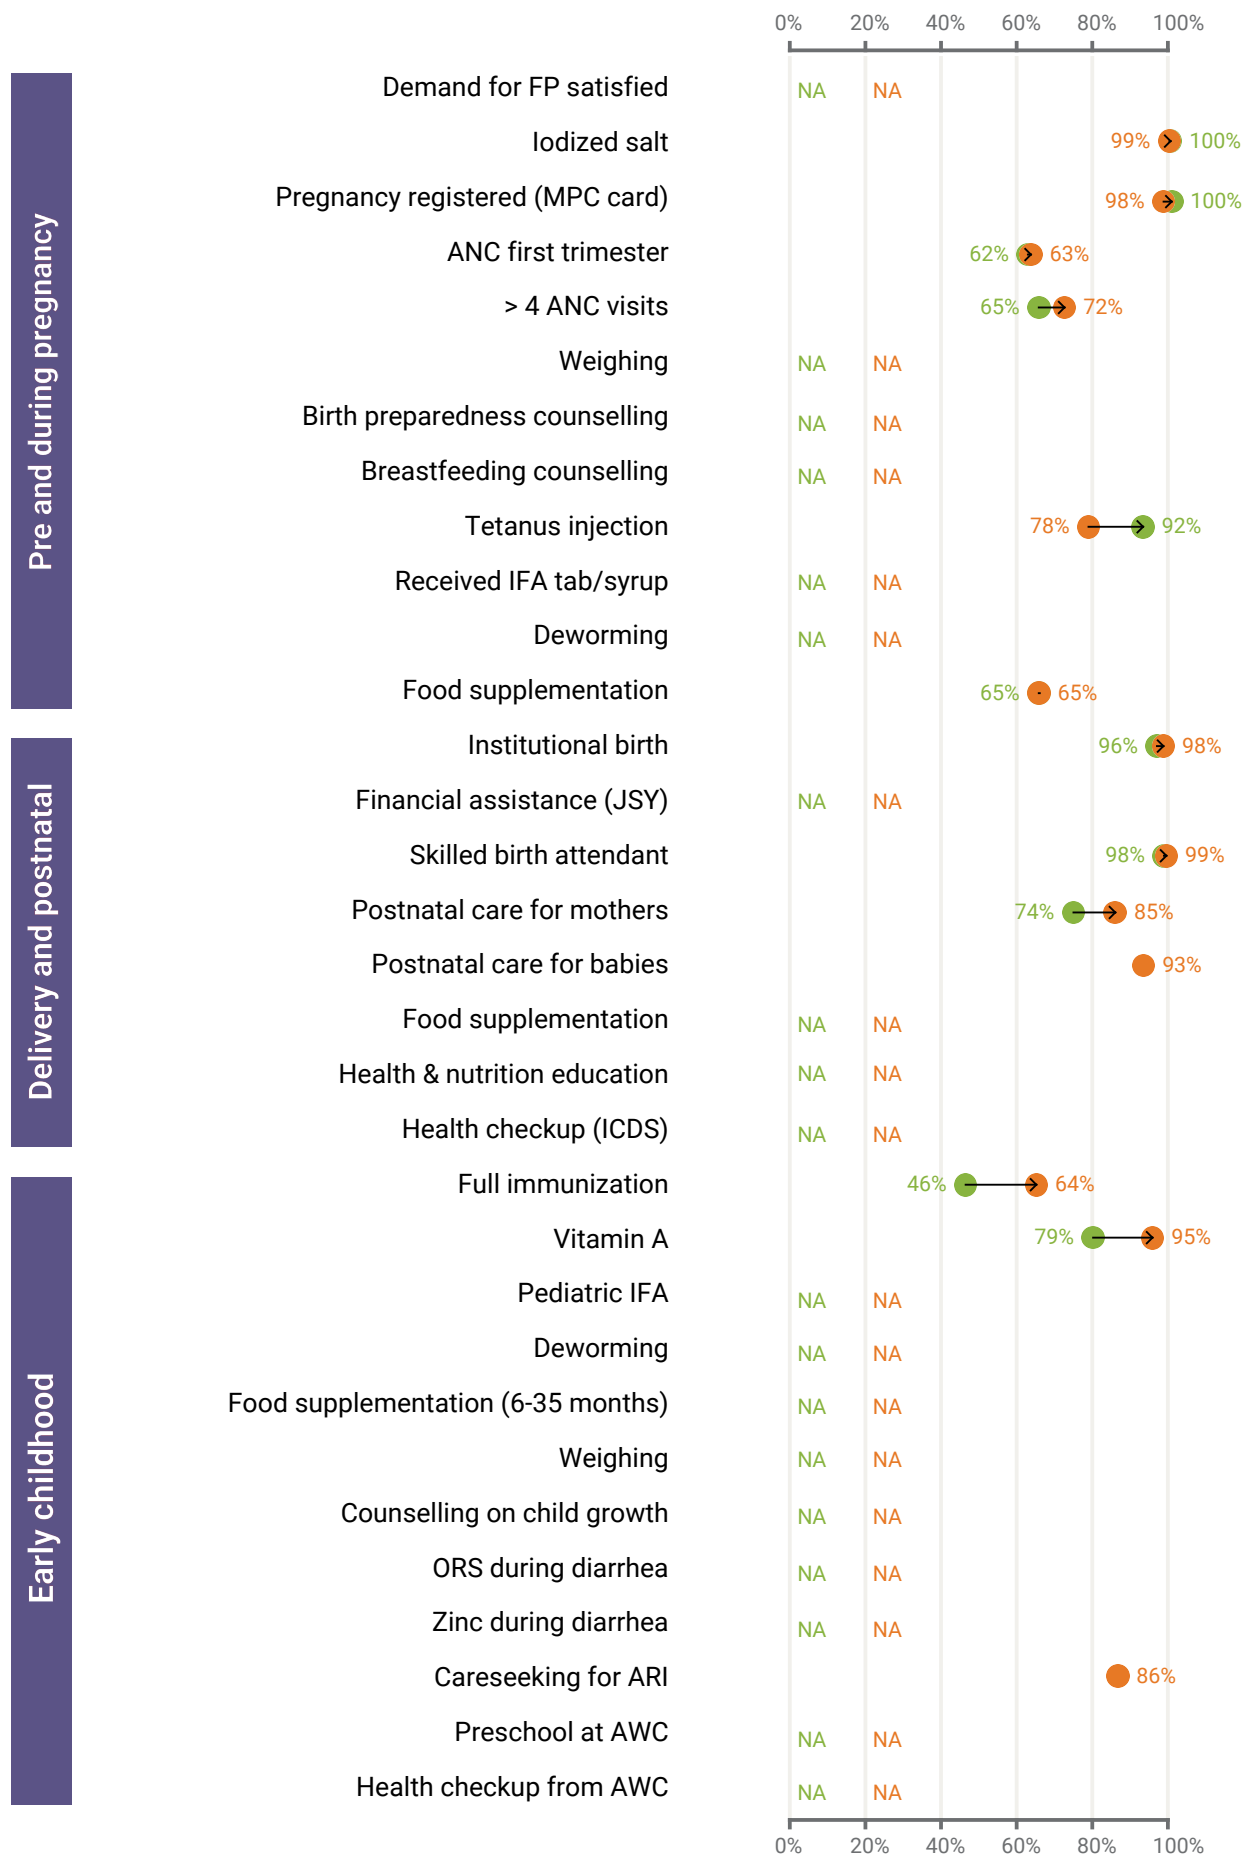 0% 20% 40% 60% 80% 100%
Pre and during pregnancy
Demand for FP satisfied NA NA
Iodized salt 99% 100%
Pregnancy registered (MPC card) 98% 100%
ANC first trimester 62% 63%
> 4 ANC visits 65% 72%
Weighing NA NA
Birth preparedness counselling NA NA
Breastfeeding counselling NA NA
Tetanus injection 78% 92%
Received IFA tab/syrup NA NA
Deworming NA NA
Food supplementation 65% 65%
Delivery and postnatal
Institutional birth 96% 98%
Financial assistance (JSY) NA NA
Skilled birth attendant 98% 99%
Postnatal care for mothers 74% 85%
Postnatal care for babies 93%
Food supplementation NA NA
Health & nutrition education NA NA
Health checkup (ICDS) NA NA
Early childhood
Full immunization 46% 64%
Vitamin A 79% 95%
Pediatric IFA NA NA
Deworming NA NA
Food supplementation (6-35 months) NA NA
Weighing NA NA
Counselling on child growth NA NA
ORS during diarrhea NA NA
Zinc during diarrhea NA NA
Careseeking for ARI 86%
Preschool at AWC NA NA
Health checkup from AWC NA NA
0% 20% 40% 60% 80% 100%